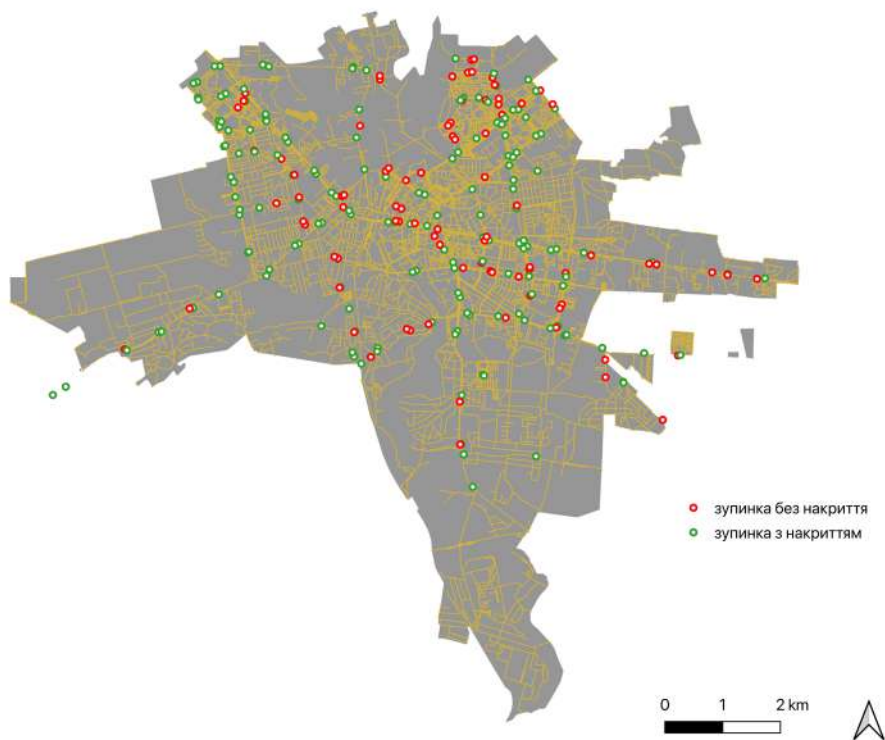 зупинка без накриття
зупинка з накриттям
0 1 2 km